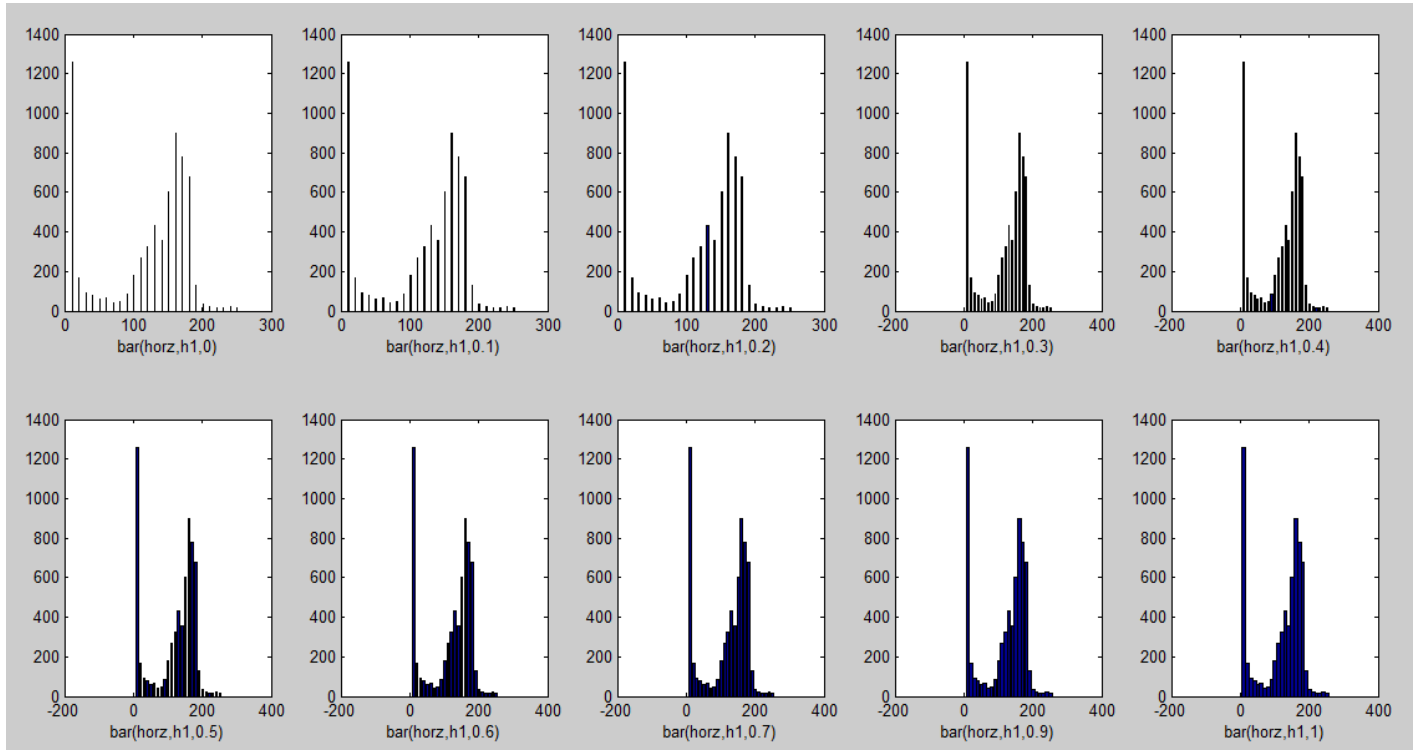 1400 1400 1400 1400 1400
1200 1200 1200 1200 1200
1000 1000 1000 1000 1000
800 800 800 800 800
600 600 600 600 600
400 400 400 400 400
200 200 200 200 200
0 0 0 0 0
0 100 200 300 0 100 200 300 0 100 200 300 -200 0 200 400 -200 0 200 400
bar(horz,h1,0) bar(horz,h1,0.1) bar(horz,h1,0.2) bar(horz,h1,0.3) bar(horz,h1,0.4)
1400 1400 1400 1400 1400
1200 1200 1200 1200 1200
1000 1000 1000 1000 1000
800 800 800 800 800
600 600 600 600 600
400 400 400 400 400
200 200 200 200 200
0 0 0 0 0
-200 0 200 400 -200 0 200 400 -200 0 200 400 -200 0 200 400 -200 0 200 400
bar(horz,h1,0.5) bar(horz,h1,0.6) bar(horz,h1,0.7) bar(horz,h1,0.9) bar(horz,h1,1)